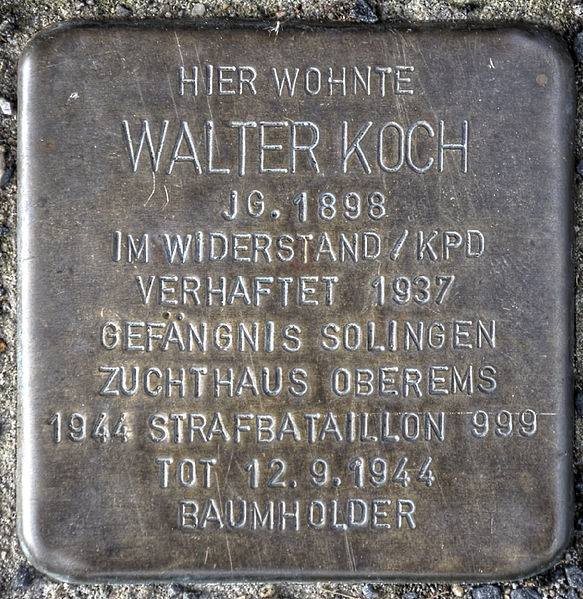 HIER WOHNTE
WALTER KOCH
JG. 1898
IM WIDERSTAND/KPD
VERHAFTET 1937
GEFÄNGNIS SOLINGEN
ZUCHTHAUS OBEREMS
1944 STRAFBATAILLON 999
TOT 12.9.1944
BAUMHOLDER